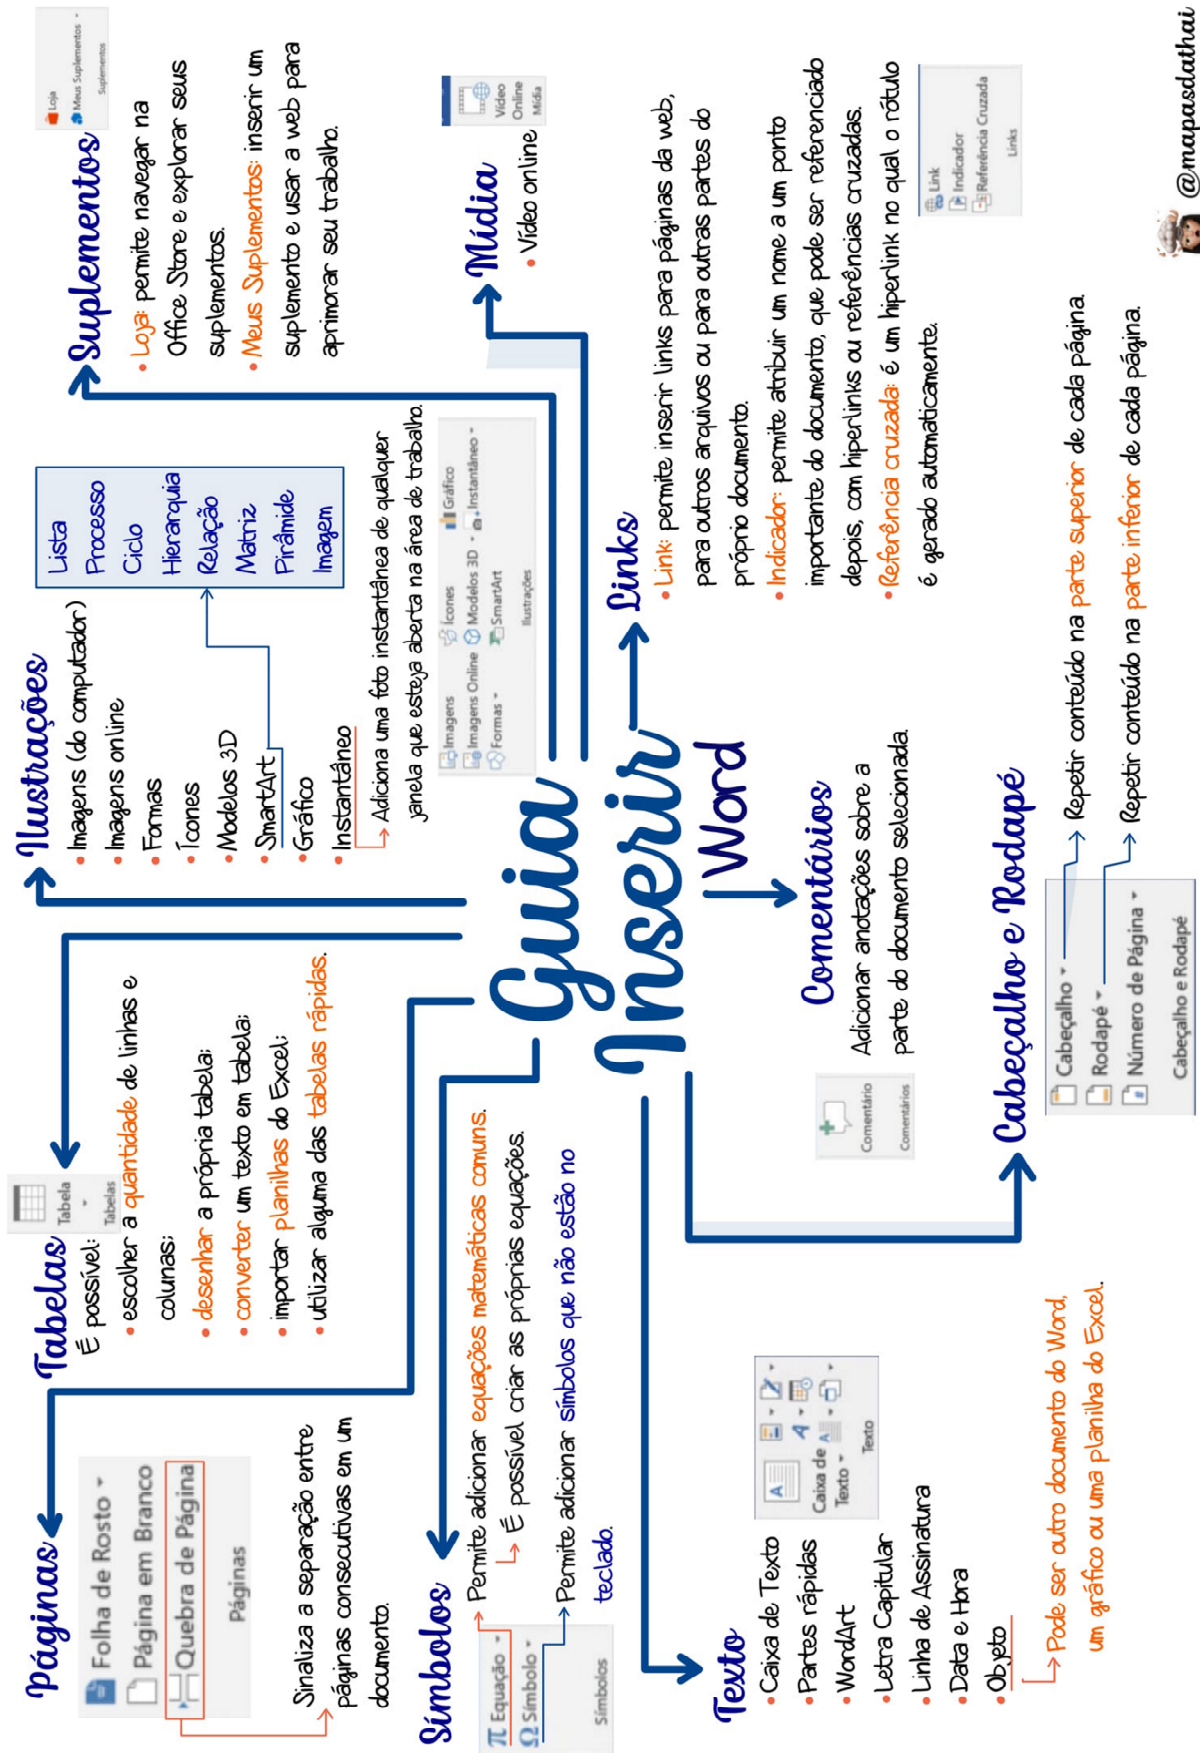 Guia
Inserir
Word
Páginas
Folha de Rosto
Página em Branco
Quebra de Página
Páginas
Sinaliza a separação entre
páginas consecutivas em um
documento.
Tabelas
Tabela
Tabelas
É possível:
• escolher a quantidade de linhas e
colunas;
• desenhar a própria tabela;
• converter um texto em tabela;
• importar planilhas do Excel;
• utilizar alguma das tabelas rápidas.
Ilustrações
• Imagens (do computador)
• Imagens online
• Formas
• Ícones
• Modelos 3D
• SmartArt
• Gráfico
• Instantâneo
Adiciona uma foto instantânea de qualquer
janela que esteja aberta na área de trabalho.
Lista
Processo
Ciclo
Hierarquia
Relação
Matriz
Pirâmide
Imagem
Imagens
Ícones
Gráfico
Imagens Online
Modelos 3D
Instantâneo
Formas
SmartArt
Ilustrações
Suplementos
Loja
Meus Suplementos
Suplementos
• Loja: permite navegar na
Office Store e explorar seus
suplementos.
• Meus Suplementos: inserir um
suplemento e usar a web para
aprimorar seu trabalho.
Mídia
• Vídeo online
Vídeo
Online
Mídia
Links
• Link: permite inserir links para páginas da web,
para outros arquivos ou para outras partes do
próprio documento.
• Indicador: permite atribuir um nome a um ponto
importante do documento, que pode ser referenciado
depois, com hiperlinks ou referências cruzadas.
• Referência cruzada: é um hiperlink no qual o rótulo
é gerado automaticamente.
Link
Indicador
Referência Cruzada
Links
Símbolos
π Equação
Ω Símbolo
Símbolos
Permite adicionar equações matemáticas comuns.
É possível criar as próprias equações.
Permite adicionar símbolos que não estão no
teclado.
Texto
• Caixa de Texto
• Partes rápidas
• WordArt
• Letra Capitular
• Linha de Assinatura
• Data e Hora
• Objeto
Pode ser outro documento do Word,
um gráfico ou uma planilha do Excel.
Caixa de
Texto
Texto
Comentários
Comentário
Comentários
Adicionar anotações sobre a
parte do documento selecionada.
Cabeçalho e Rodapé
Cabeçalho
Rodapé
Número de Página
Cabeçalho e Rodapé
Repetir conteúdo na parte superior de cada página.
Repetir conteúdo na parte inferior de cada página.
@mapasdathai